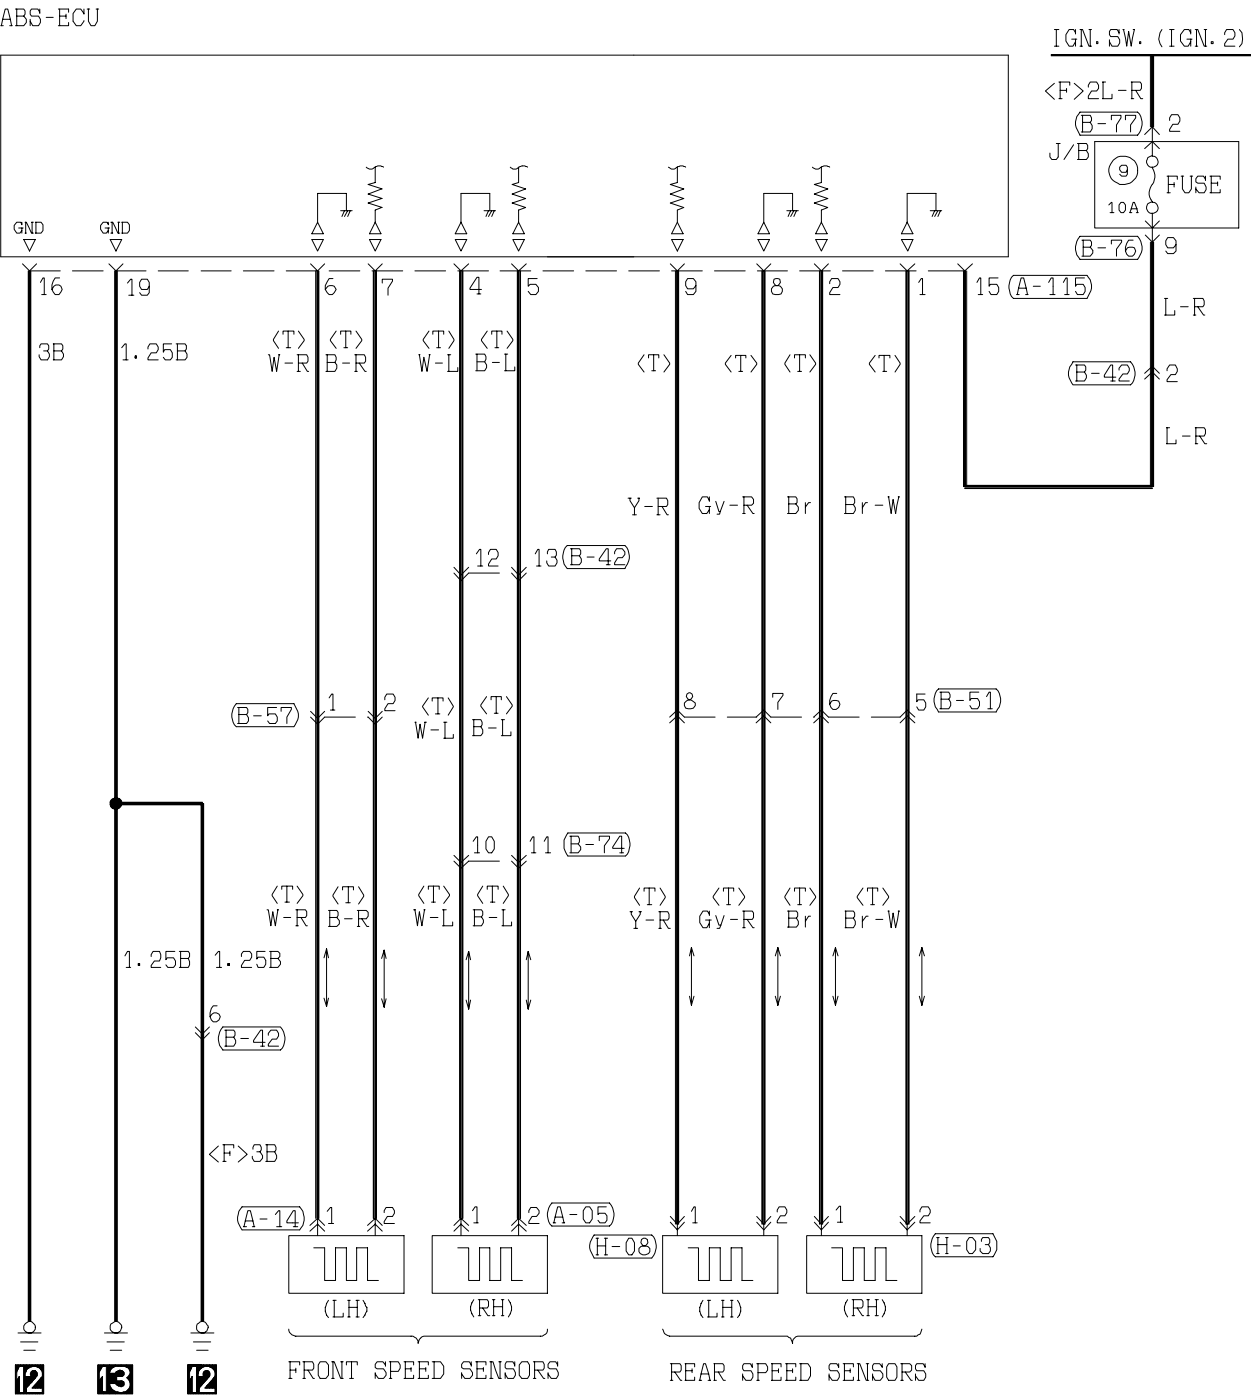 ABS-ECU
IGN.SW.(IGN.2)
<F>2L-R
B-77 2
J/B
9 FUSE
10A
GND GND
B-76 9
16 19 6 7 4 5 9 8 2 1 15 A-115
L-R
<T> <T> <T> <T>
3B 1.25B W-R B-R W-L B-L <T> <T> <T> <T>
B-42 2
L-R
Y-R Gy-R Br Br-W
12 13 B-42
B-57 1 2 8 7 6 5 B-51
<T> <T>
W-L B-L
10 11 B-74
<T> <T> <T> <T> <T> <T> <T> <T>
W-R B-R W-L B-L Y-R Gy-R Br Br-W
1.25B 1.25B
6
B-42
<F>3B
A-14 1 2 1 2 A-05 1 2 1 2
H-08 H-03
(LH) (RH) (LH) (RH)
12 13 12 FRONT SPEED SENSORS REAR SPEED SENSORS